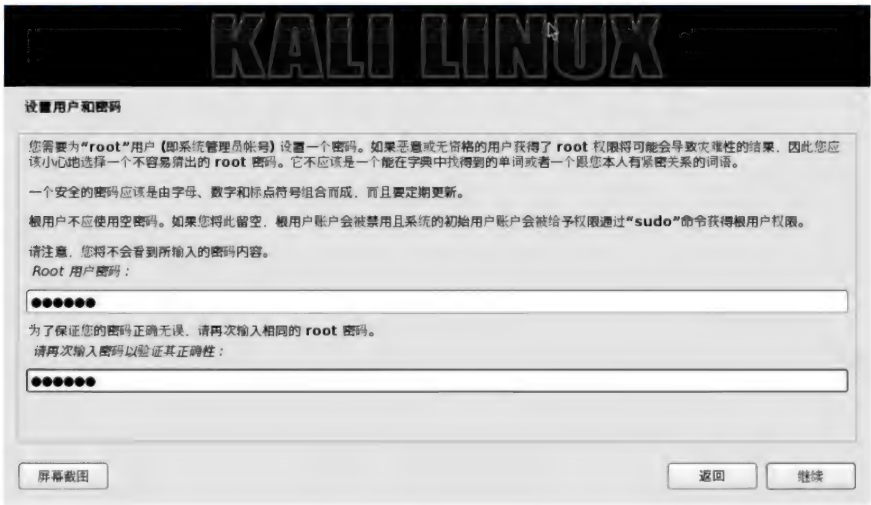 KALI LINUX
设置用户和密码
您需要为“root”用户 (即系统管理员帐号) 设置一个密码。如果恶意或无资格的用户获得了 root 权限将可能会导致灾难性的结果，因此您应
该小心地选择一个不容易猜出的 root 密码。它不应该是一个能在字典中找得到的单词或者一个跟您本人有紧密关系的词语。
一个安全的密码应该是由字母、数字和标点符号组合而成，而且要定期更新。
根用户不应使用空密码。如果您将此留空，根用户账户会被禁用且系统的初始用户账户会被给予权限通过“sudo”命令获得根用户权限。
请注意，您将不会看到所输入的密码内容。
Root 用户密码：
●●●●●●
为了保证您的密码正确无误，请再次输入相同的 root 密码。
请再次输入密码以验证其正确性：
●●●●●●
屏幕截图
返回
继续